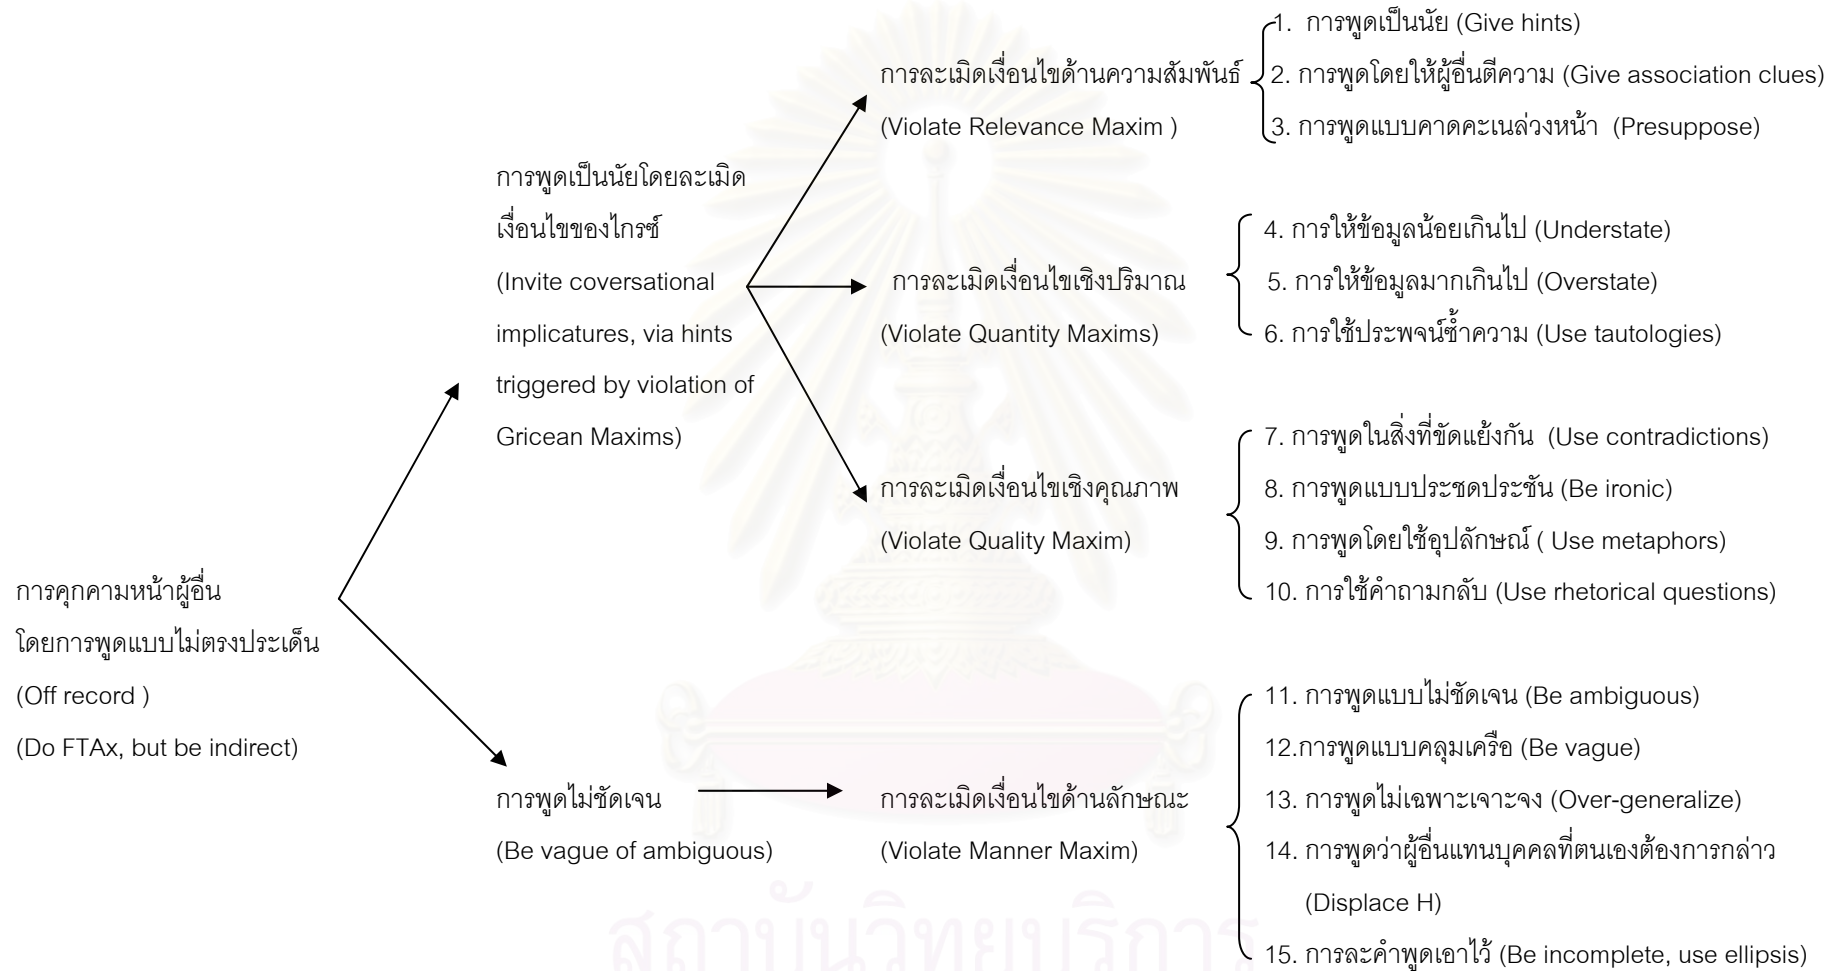 การคุกคามหน้าผู้อื่น
โดยการพูดแบบไม่ตรงประเด็น
(Off record )
(Do FTAx, but be indirect)
การพูดเป็นนัยโดยละเมิด
เงื่อนไขของไกรซ์
(Invite coversational
implicatures, via hints
triggered by violation of
Gricean Maxims)
การละเมิดเงื่อนไขด้านความสัมพันธ์
(Violate Relevance Maxim )
1. การพูดเป็นนัย (Give hints)
2. การพูดโดยให้ผู้อื่นตีความ (Give association clues)
3. การพูดแบบคาดคะเนล่วงหน้า (Presuppose)
การละเมิดเงื่อนไขเชิงปริมาณ
(Violate Quantity Maxims)
4. การให้ข้อมูลน้อยเกินไป (Understate)
5. การให้ข้อมูลมากเกินไป (Overstate)
6. การใช้ประพจน์ซ้ำความ (Use tautologies)
การละเมิดเงื่อนไขเชิงคุณภาพ
(Violate Quality Maxim)
7. การพูดในสิ่งที่ขัดแย้งกัน (Use contradictions)
8. การพูดแบบประชดประชัน (Be ironic)
9. การพูดโดยใช้อุปลักษณ์ ( Use metaphors)
10. การใช้คำถามกลับ (Use rhetorical questions)
การพูดไม่ชัดเจน
(Be vague of ambiguous)
การละเมิดเงื่อนไขด้านลักษณะ
(Violate Manner Maxim)
11. การพูดแบบไม่ชัดเจน (Be ambiguous)
12.การพูดแบบคลุมเครือ (Be vague)
13. การพูดไม่เฉพาะเจาะจง (Over-generalize)
14. การพูดว่าผู้อื่นแทนบุคคลที่ตนเองต้องการกล่าว
(Displace H)
15. การละคำพูดเอาไว้ (Be incomplete, use ellipsis)
สถาบันวิทยบริการ